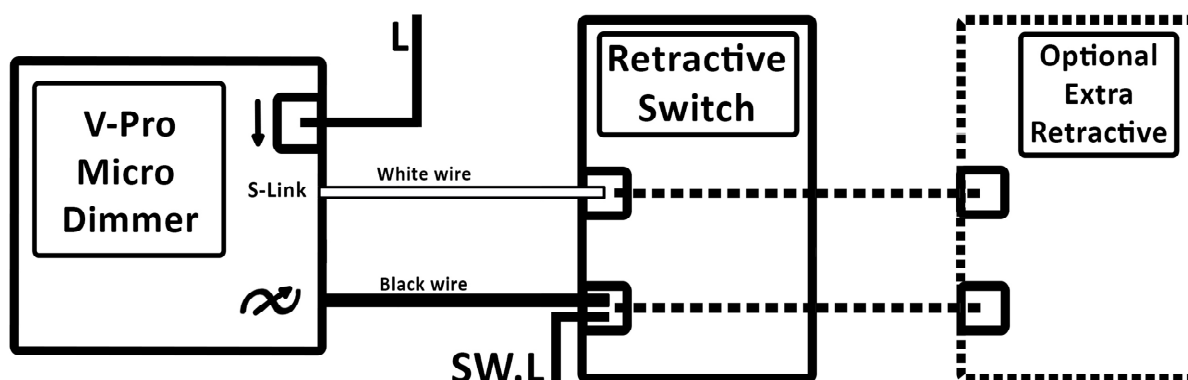 L
V-Pro
Micro
Dimmer
S-Link
White wire
Black wire
SW.L
Retractive
Switch
Optional
Extra
Retractive